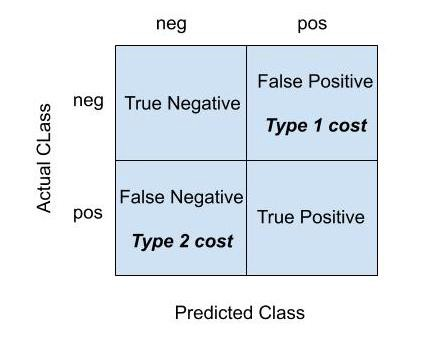 neg pos
Actual CLass
neg
True Negative
False Positive
Type 1 cost
pos
False Negative
Type 2 cost
True Positive
Predicted Class